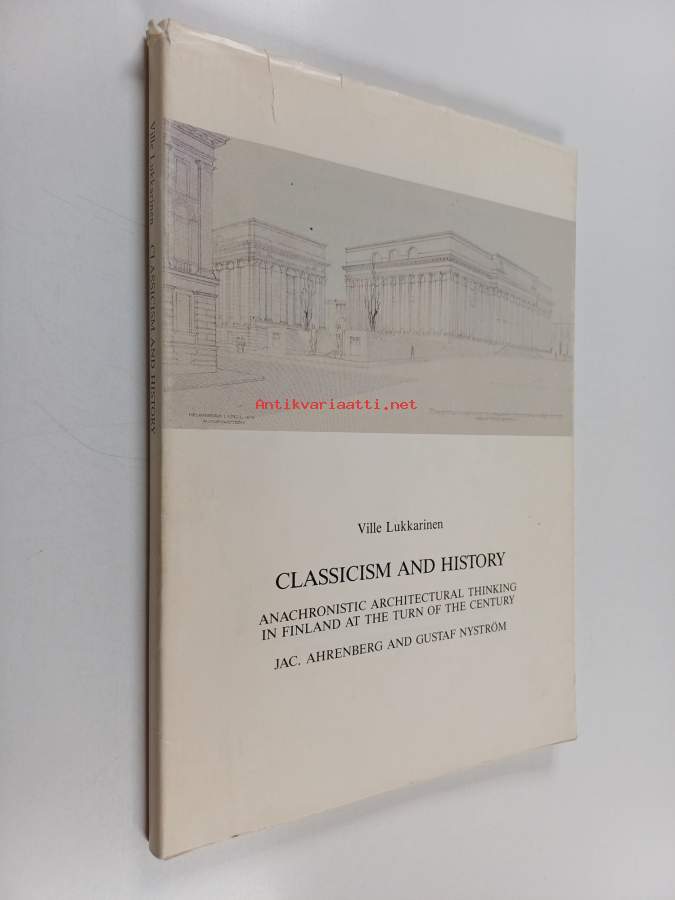 Ville Lukkarinen CLASSICISM AND HISTORY
Antikvariaatti.net
Ville Lukkarinen
CLASSICISM AND HISTORY
ANACHRONISTIC ARCHITECTURAL THINKING
IN FINLAND AT THE TURN OF THE CENTURY
JAC. AHRENBERG AND GUSTAF NYSTRÖM